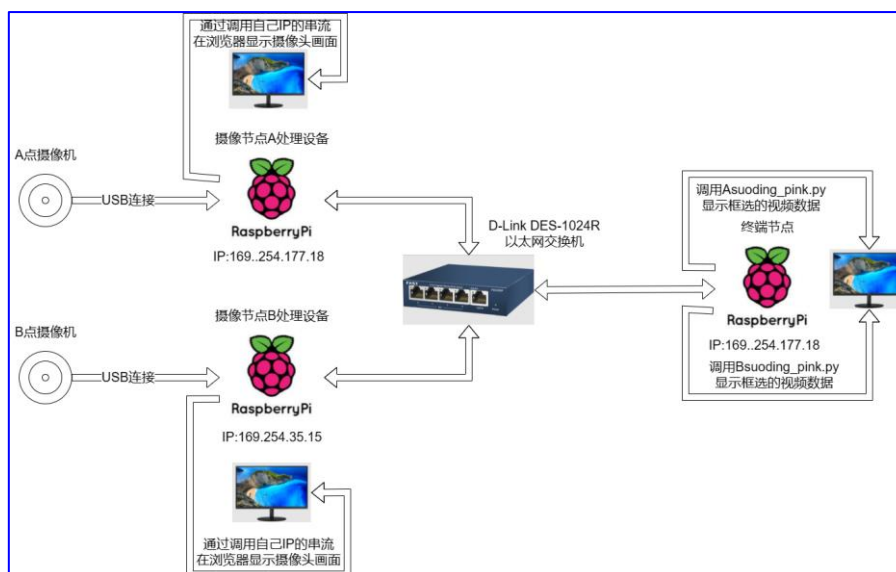 通过调用自己IP的串流
在浏览器显示摄像头画面
摄像节点A处理设备
A点摄像机
USB连接
RaspberryPi
IP:169..254.177.18
D-Link DES-1024R
以太网交换机
调用Asuoding_pink.py
显示框选的视频数据
终端节点
RaspberryPi
IP:169..254.177.18
调用Bsuoding_pink.py
显示框选的视频数据
摄像节点B处理设备
B点摄像机
USB连接
RaspberryPi
IP:169.254.35.15
通过调用自己IP的串流
在浏览器显示摄像头画面